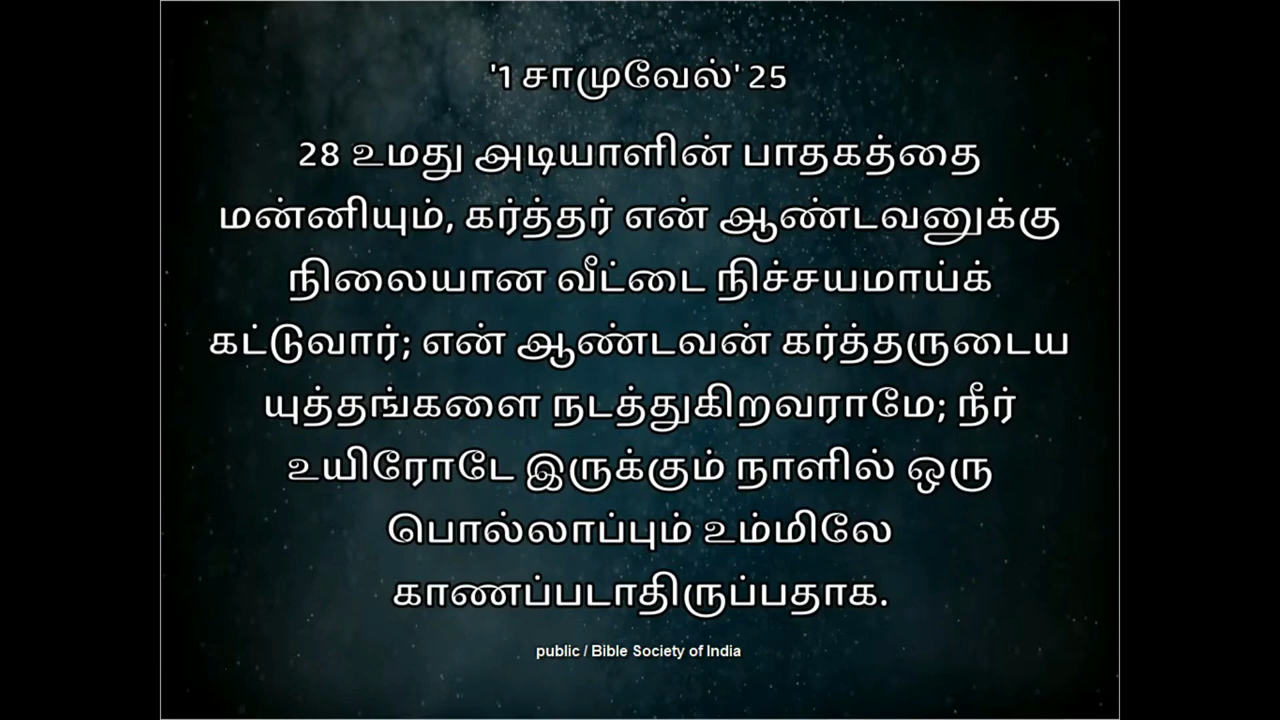 '1 சாமுவேல்' 25
28 உமது அடியாளின் பாதகத்தை
மன்னியும், கர்த்தர் என் ஆண்டவனுக்கு
நிலையான வீட்டை நிச்சயமாய்க்
கட்டுவார்; என் ஆண்டவன் கர்த்தருடைய
யுத்தங்களை நடத்துகிறவராமே; நீர்
உயிரோடே இருக்கும் நாளில் ஒரு
பொல்லாப்பும் உம்மிலே
காணப்படாதிருப்பதாக.
public / Bible Society of India